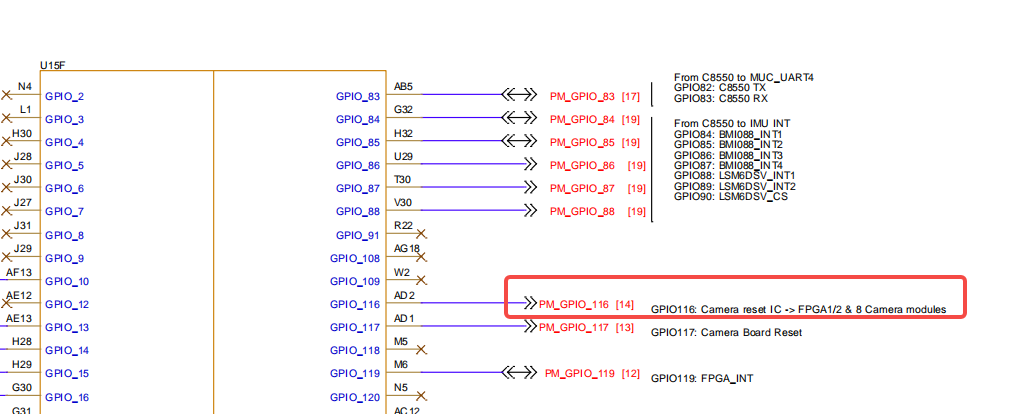 U15F
N4 GPIO_2 GPIO_83 AB5 PM_GPIO_83 [17]
L1 GPIO_3 GPIO_84 G32 PM_GPIO_84 [19]
H30 GPIO_4 GPIO_85 H32 PM_GPIO_85 [19]
J28 GPIO_5 GPIO_86 U29 PM_GPIO_86 [19]
J30 GPIO_6 GPIO_87 T30 PM_GPIO_87 [19]
J27 GPIO_7 GPIO_88 V30 PM_GPIO_88 [19]
J31 GPIO_8 GPIO_91 R22
J29 GPIO_9 GPIO_108 AG18
AF13 GPIO_10 GPIO_109 W2
AE12 GPIO_12 GPIO_116 AD2 PM_GPIO_116 [14]
AE13 GPIO_13 GPIO_117 AD1 PM_GPIO_117 [13]
H28 GPIO_14 GPIO_118 M5
H29 GPIO_15 GPIO_119 M6 PM_GPIO_119 [12]
G30 GPIO_16 GPIO_120 N5
G31 AC12
From C8550 to MUC_UART4
GPIO82: C8550 TX
GPIO83: C8550 RX
From C8550 to IMU INT
GPIO84: BMI088_INT1
GPIO85: BMI088_INT2
GPIO86: BMI088_INT3
GPIO87: BMI088_INT4
GPIO88: LSM6DSV_INT1
GPIO89: LSM6DSV_INT2
GPIO90: LSM6DSV_CS
GPIO116: Camera reset IC -> FPGA1/2 & 8 Camera modules
GPIO117: Camera Board Reset
GPIO119: FPGA_INT